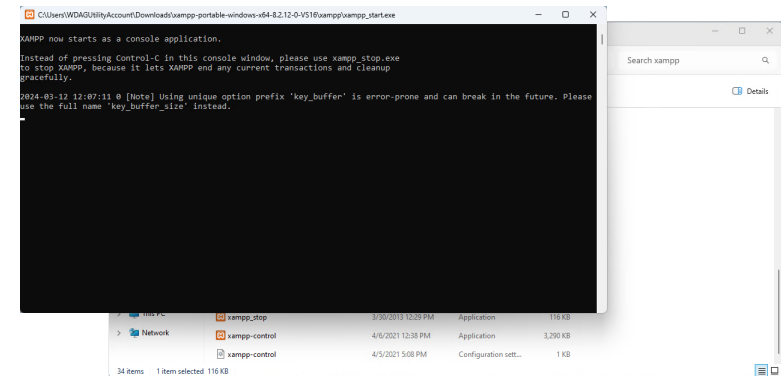 C:\Users\WDAGUtilityAccount\Downloads\xampp-portable-windows-x64-8.2.12-0-VS16\xampp\xampp_start.exe
XAMPP now starts as a console application.
Instead of pressing Control-C in this console window, please use xampp_stop.exe
to stop XAMPP, because it lets XAMPP end any current transactions and cleanup
gracefully.
2024-03-12 12:07:11 0 [Note] Using unique option prefix 'key_buffer' is error-prone and can break in the future. Please
use the full name 'key_buffer_size' instead.
Search xampp
Details
This PC
xampp_stop 3/30/2013 12:29 PM Application 116 KB
Network
xampp-control 4/6/2021 12:38 PM Application 3,290 KB
xampp-control 4/5/2021 5:08 PM Configuration sett... 1 KB
34 items 1 item selected 116 KB